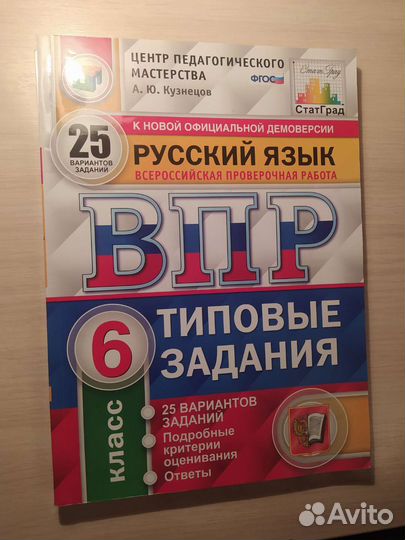 ЦЕНТР ПЕДАГОГИЧЕСКОГО
МАСТЕРСТВА
А. Ю. Кузнецов
ФГОС
СтатГрад
СтатГрад
25
ВАРИАНТОВ
ЗАДАНИЙ
К НОВОЙ ОФИЦИАЛЬНОЙ ДЕМОВЕРСИИ
РУССКИЙ ЯЗЫК
ВСЕРОССИЙСКАЯ ПРОВЕРОЧНАЯ РАБОТА
ВПР
6
класс
ТИПОВЫЕ
ЗАДАНИЯ
25 ВАРИАНТОВ
ЗАДАНИЙ
Подробные
критерии
оценивания
Ответы
Avito